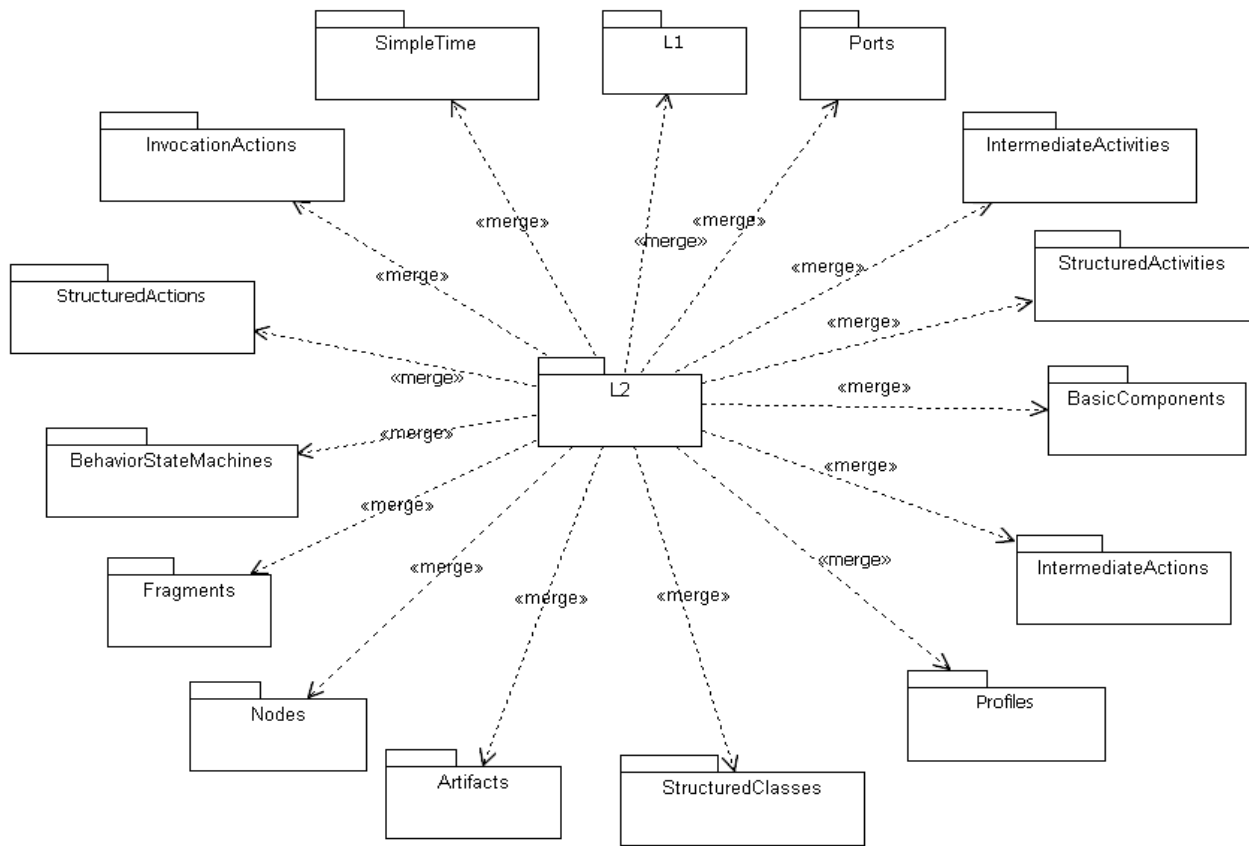 SimpleTime
L1
Ports
InvocationActions
IntermediateActivities
«merge»
«merge»
«merge»
StructuredActivities
«merge»
«merge»
StructuredActions
«merge»
«merge»
L2
«merge»
BasicComponents
«merge»
BehaviorStateMachines
«merge»
«merge»
Fragments
«merge»
«merge»
«merge»
«merge»
IntermediateActions
Nodes
Profiles
Artifacts
StructuredClasses